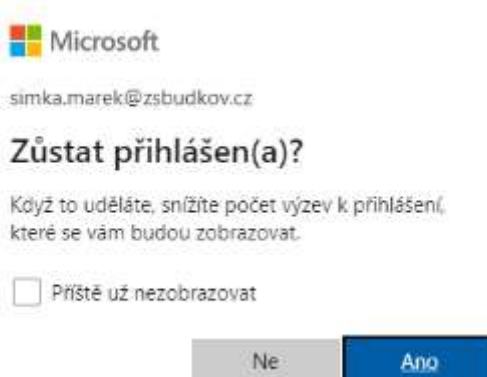 Microsoft
simka.marek@zsbudkov.cz
Zůstat přihlášen(a)?
Když to uděláte, snížíte počet výzev k přihlášení,
které se vám budou zobrazovat.
Příště už nezobrazovat
Ne Ano